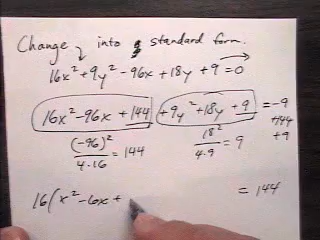 Change into standard form.
16x² + 9y² - 96x + 18y + 9 = 0
16x² - 96x + 144 + 9y² + 18y + 9 = -9
+144
+9
(-96)²/4·16 = 144 18²/4·9 = 9
16(x² - 6x + = 144